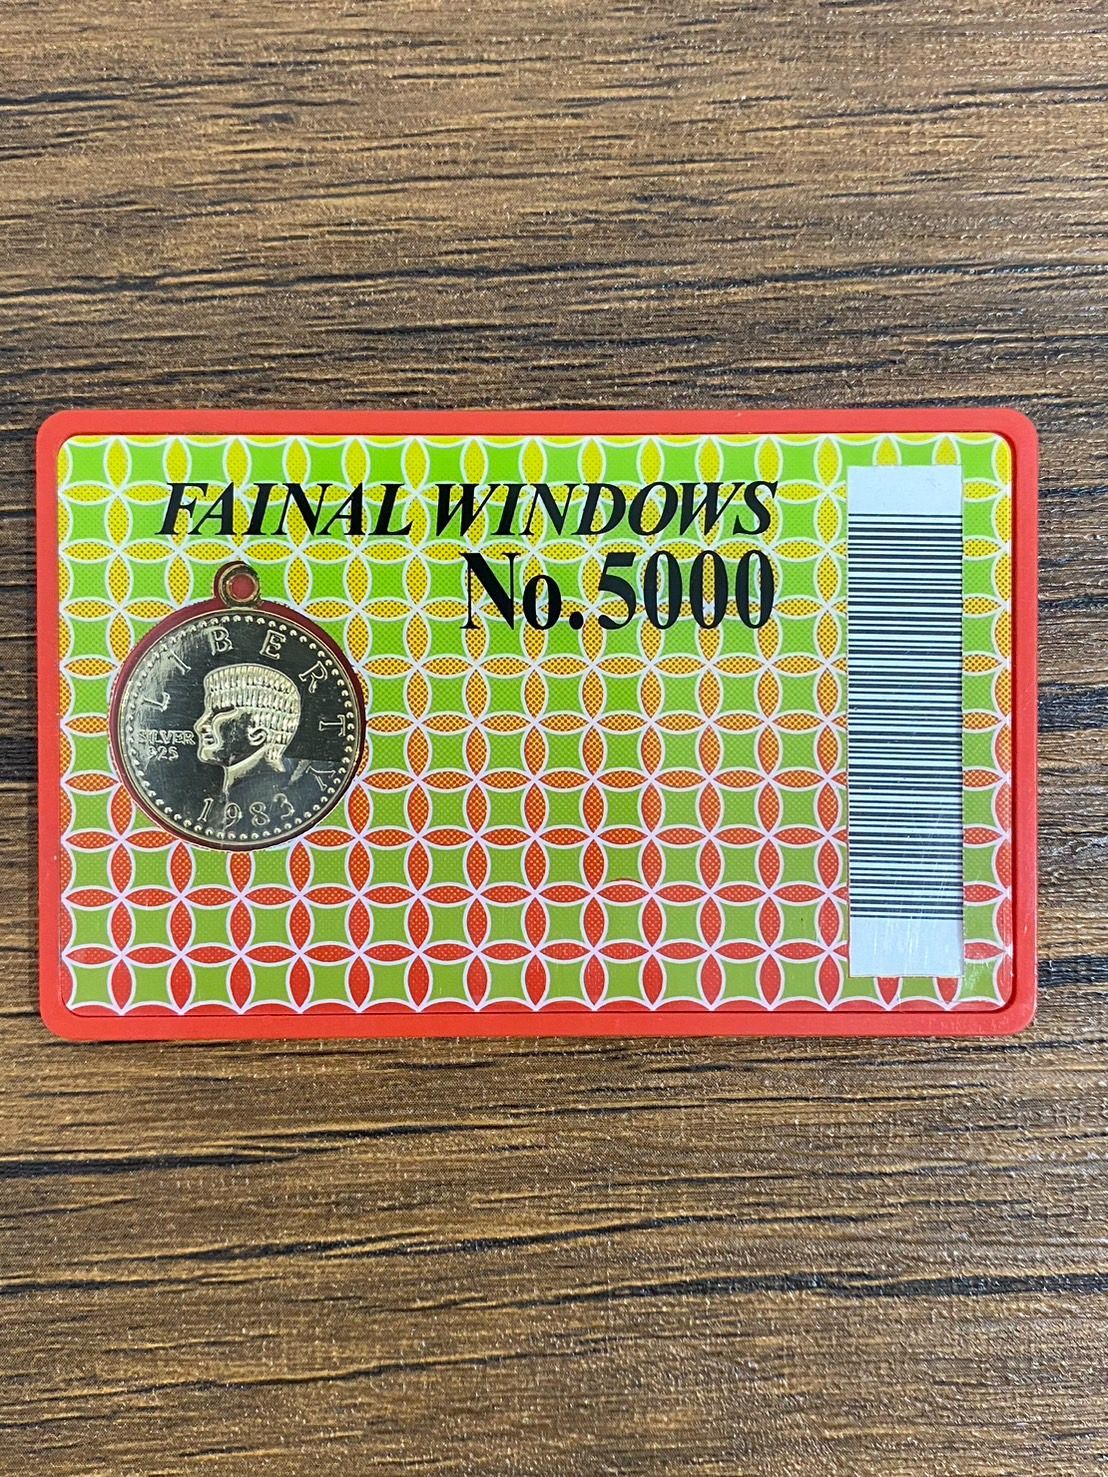 FAINAL WINDOWS
No.5000
LIBERTY
SILVER
925
1983